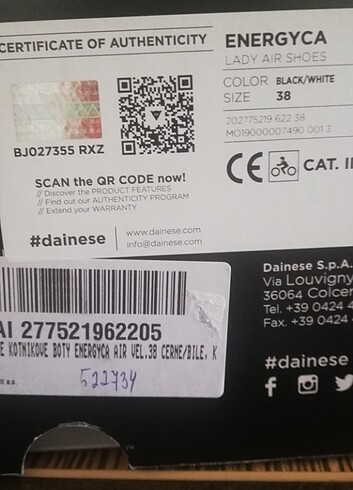 CERTIFICATE OF AUTHENTICITY
BJ027355 RXZ
SCAN the QR CODE now!
// Discover the PRODUCT FEATURES
// Find out our AUTHENTICITY PROGRAM
// Extend your WARRANTY
#dainese
www.dainese.com
info@dainese.com
ENERGYCA
LADY AIR SHOES
COLOR BLACK/WHITE
SIZE 38
202775219 622 38
MO19000007490 001 3
CE CAT. II
AI 277521962205
E KOTNIKOVE BOTY ENERGYCA AIR VEL.38 CERNE/BILE, K
522734
Dainese S.p.A.
Via Louvigny
36064 Colcer
Tel. +39 0424
Fax. +39 0424
#dainese